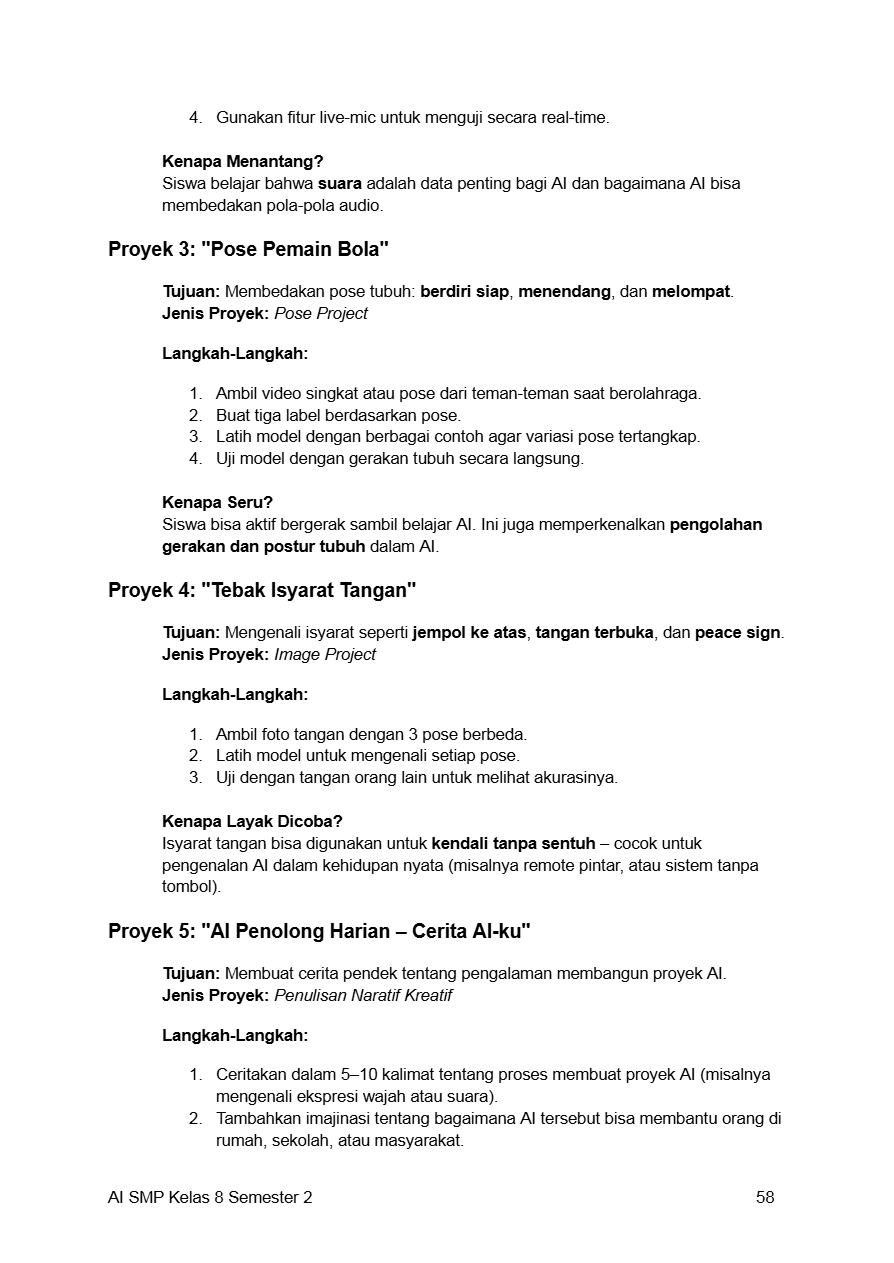 4. Gunakan fitur live-mic untuk menguji secara real-time.
Kenapa Menantang?
Siswa belajar bahwa suara adalah data penting bagi AI dan bagaimana AI bisa
membedakan pola-pola audio.
Proyek 3: "Pose Pemain Bola"
Tujuan: Membedakan pose tubuh: berdiri siap, menendang, dan melompat.
Jenis Proyek: Pose Project
Langkah-Langkah:
1. Ambil video singkat atau pose dari teman-teman saat berolahraga.
2. Buat tiga label berdasarkan pose.
3. Latih model dengan berbagai contoh agar variasi pose tertangkap.
4. Uji model dengan gerakan tubuh secara langsung.
Kenapa Seru?
Siswa bisa aktif bergerak sambil belajar AI. Ini juga memperkenalkan pengolahan
gerakan dan postur tubuh dalam AI.
Proyek 4: "Tebak Isyarat Tangan"
Tujuan: Mengenali isyarat seperti jempol ke atas, tangan terbuka, dan peace sign.
Jenis Proyek: Image Project
Langkah-Langkah:
1. Ambil foto tangan dengan 3 pose berbeda.
2. Latih model untuk mengenali setiap pose.
3. Uji dengan tangan orang lain untuk melihat akurasinya.
Kenapa Layak Dicoba?
Isyarat tangan bisa digunakan untuk kendali tanpa sentuh – cocok untuk
pengenalan AI dalam kehidupan nyata (misalnya remote pintar, atau sistem tanpa
tombol).
Proyek 5: "AI Penolong Harian – Cerita AI-ku"
Tujuan: Membuat cerita pendek tentang pengalaman membangun proyek AI.
Jenis Proyek: Penulisan Naratif Kreatif
Langkah-Langkah:
1. Ceritakan dalam 5–10 kalimat tentang proses membuat proyek AI (misalnya
mengenali ekspresi wajah atau suara).
2. Tambahkan imajinasi tentang bagaimana AI tersebut bisa membantu orang di
rumah, sekolah, atau masyarakat.
AI SMP Kelas 8 Semester 2 58